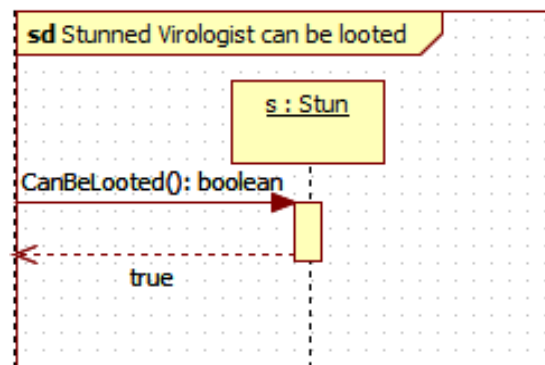 sd Stunned Virologist can be looted
s : Stun
CanBeLooted(): boolean
true